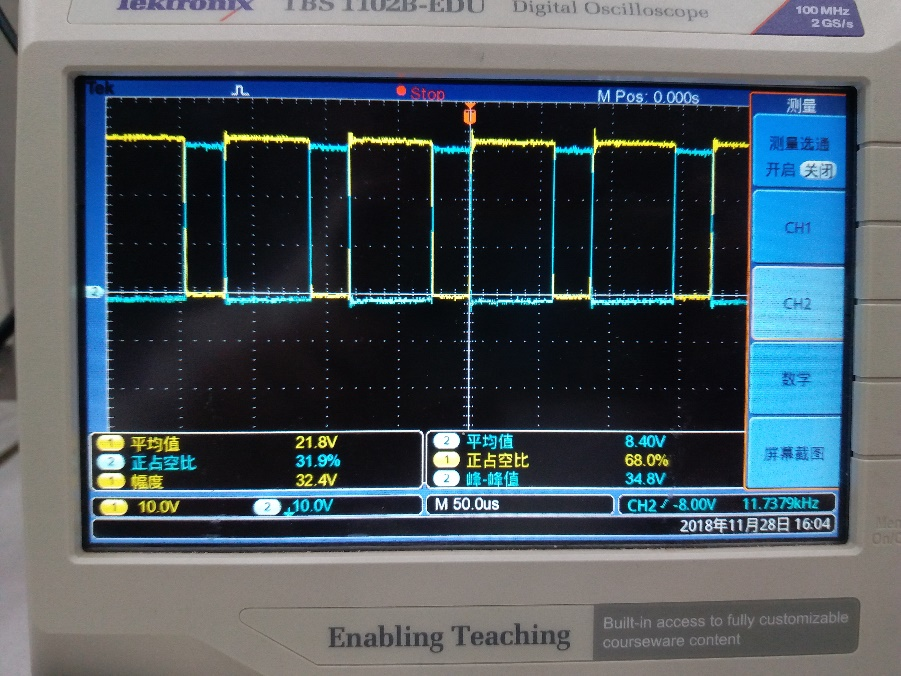 Tektronix TBS 1102B-EDU Digital Oscilloscope 100 MHz
2 GS/s
Tek Stop M Pos: 0.000s
测量
测量选通
开启 关闭
CH1
2
CH2
数字
屏幕截图
1 平均值 21.8V 2 平均值 8.40V
2 正占空比 31.9% 1 正占空比 68.0%
1 幅度 32.4V 2 峰-峰值 34.8V
1 10.0V 2 10.0V M 50.0us CH2 -8.00V 11.7379kHz
2018年11月28日 16:04
Enabling Teaching
Built-in access to fully customizable
courseware content